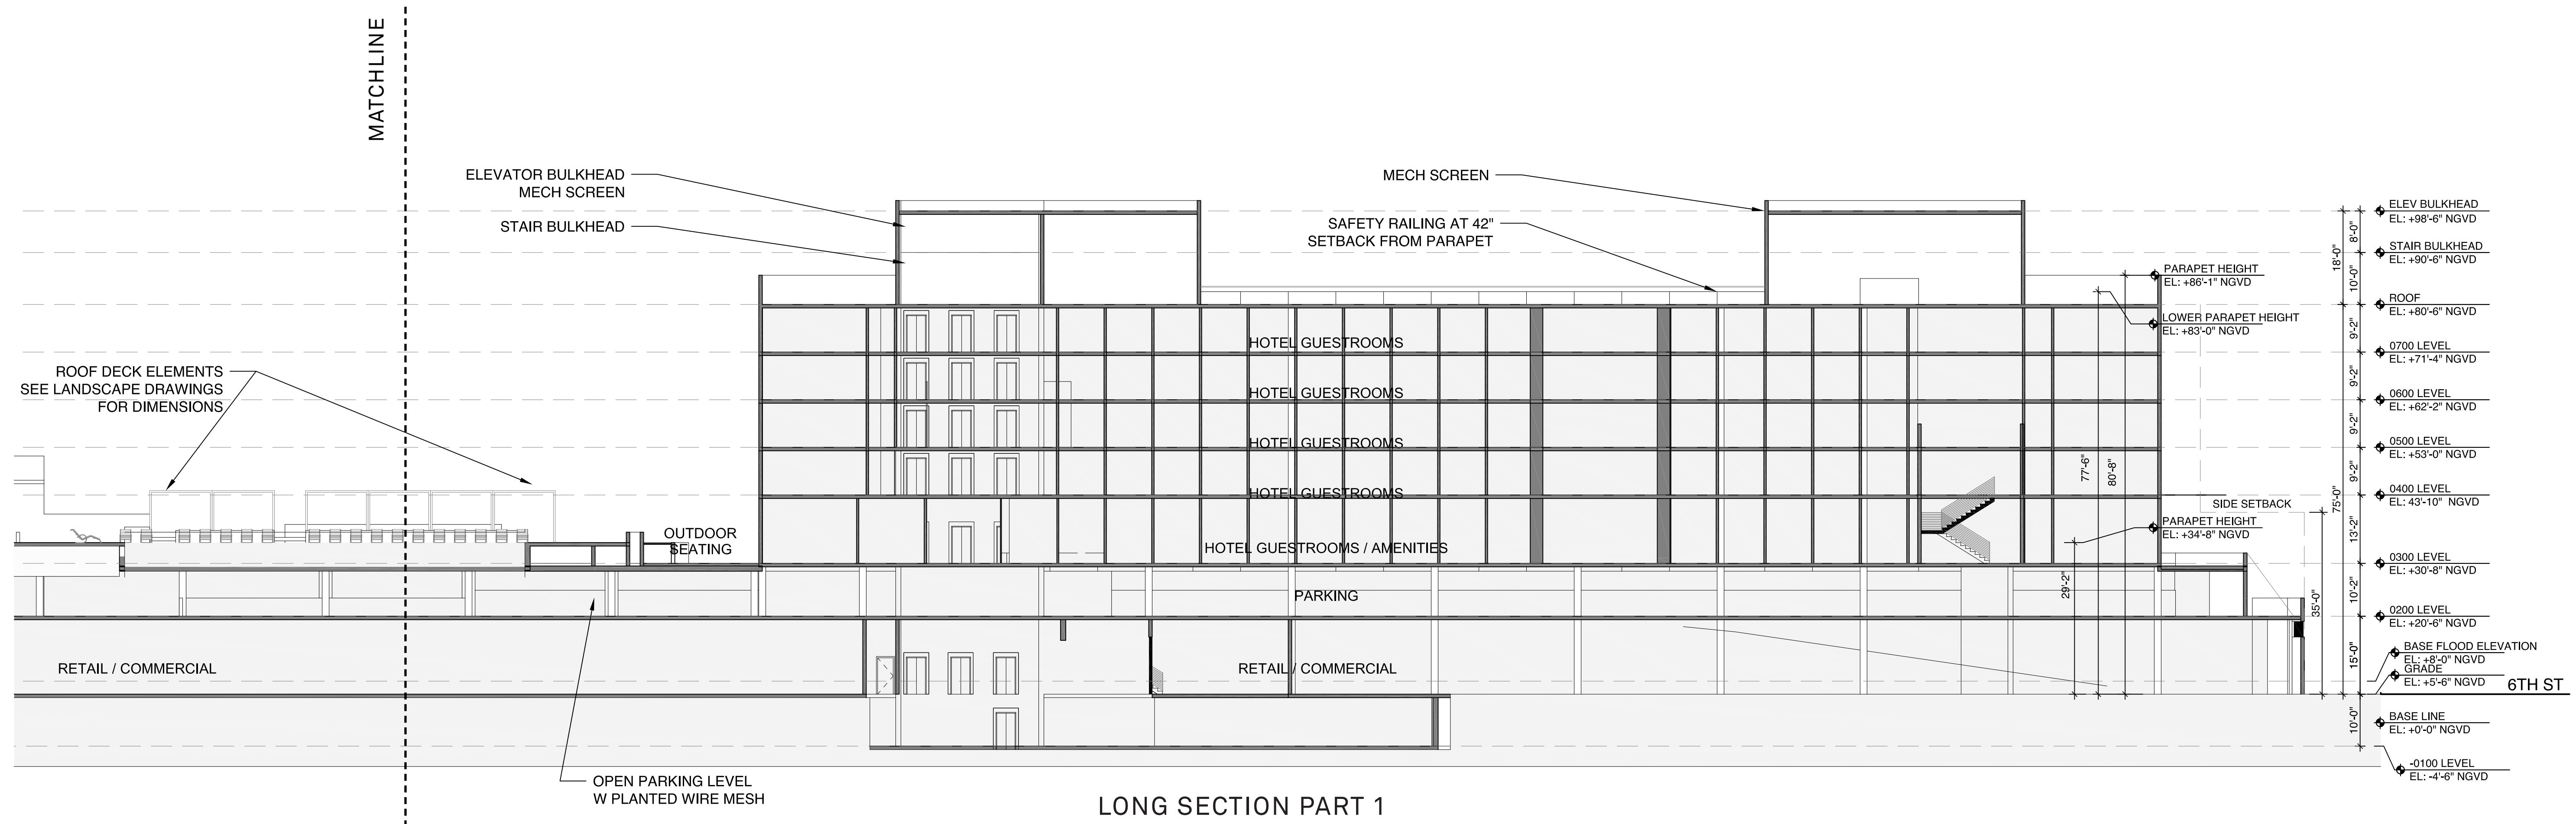 MATCHLINE
ELEVATOR BULKHEAD
MECH SCREEN
STAIR BULKHEAD
MECH SCREEN
SAFETY RAILING AT 42"
SETBACK FROM PARAPET
ROOF DECK ELEMENTS
SEE LANDSCAPE DRAWINGS
FOR DIMENSIONS
OUTDOOR
SEATING
HOTEL GUESTROOMS
HOTEL GUESTROOMS
HOTEL GUESTROOMS
HOTEL GUESTROOMS
HOTEL GUESTROOMS / AMENITIES
PARKING
RETAIL / COMMERCIAL
RETAIL / COMMERCIAL
OPEN PARKING LEVEL
W PLANTED WIRE MESH
PARAPET HEIGHT
EL: +86'-1" NGVD
LOWER PARAPET HEIGHT
EL: +83'-0" NGVD
SIDE SETBACK
PARAPET HEIGHT
EL: +34'-8" NGVD
29'-2"
77'-6"
80'-8"
35'-0"
18'-0"
75'-0"
8'-0"
10'-0"
9'-2"
9'-2"
9'-2"
9'-2"
13'-2"
10'-2"
15'-0"
10'-0"
ELEV BULKHEAD
EL: +98'-6" NGVD
STAIR BULKHEAD
EL: +90'-6" NGVD
ROOF
EL: +80'-6" NGVD
0700 LEVEL
EL: +71'-4" NGVD
0600 LEVEL
EL: +62'-2" NGVD
0500 LEVEL
EL: +53'-0" NGVD
0400 LEVEL
EL: 43'-10" NGVD
0300 LEVEL
EL: +30'-8" NGVD
0200 LEVEL
EL: +20'-6" NGVD
BASE FLOOD ELEVATION
EL: +8'-0" NGVD
GRADE
EL: +5'-6" NGVD
6TH ST
BASE LINE
EL: +0'-0" NGVD
-0100 LEVEL
EL: -4'-6" NGVD
LONG SECTION PART 1